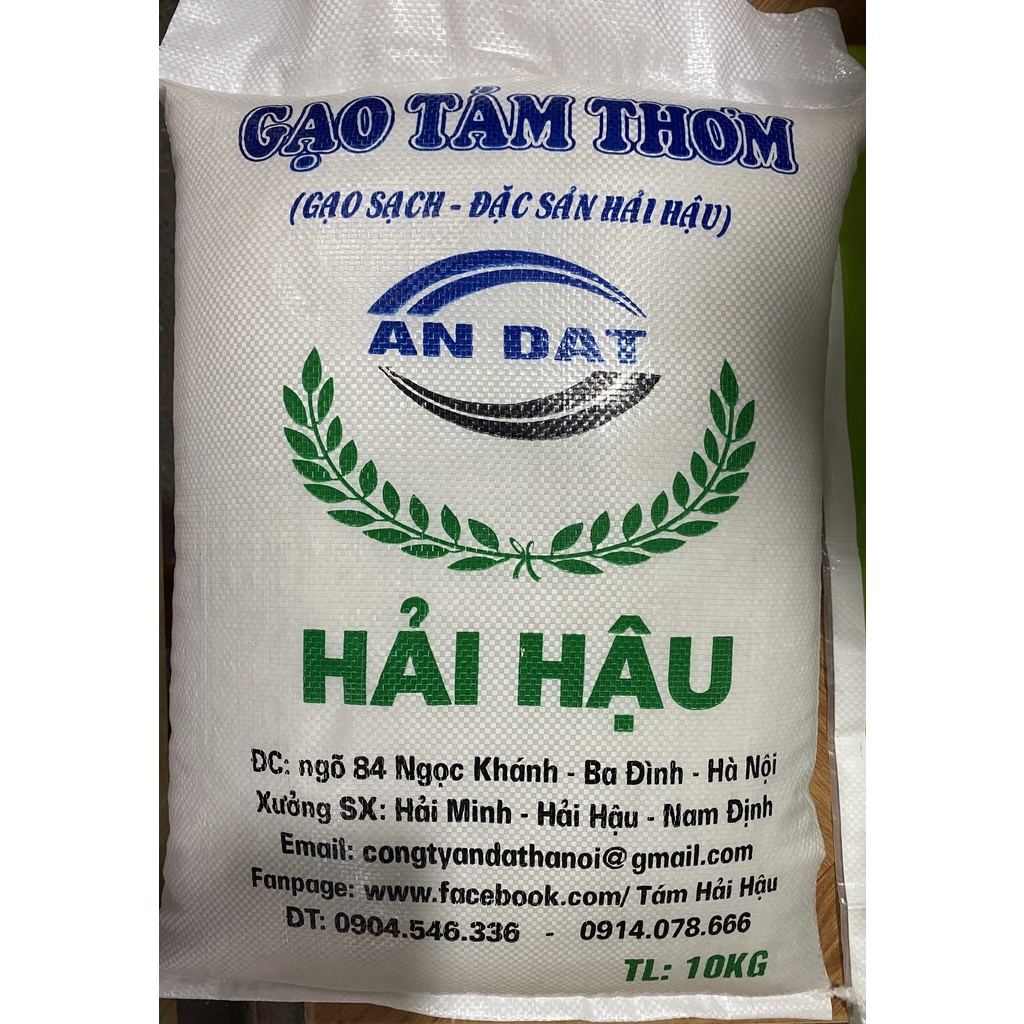 GẠO TÁM THƠM
(GẠO SẠCH - ĐẶC SẢN HẢI HẬU)
AN DAT
HẢI HẬU
ĐC: ngõ 84 Ngọc Khánh - Ba Đình - Hà Nội
Xưởng SX: Hải Minh - Hải Hậu - Nam Định
Email: congtyandathanoi@gmail.com
Fanpage: www.facebook.com/ Tám Hải Hậu
ĐT: 0904.546.336 - 0914.078.666
TL: 10KG